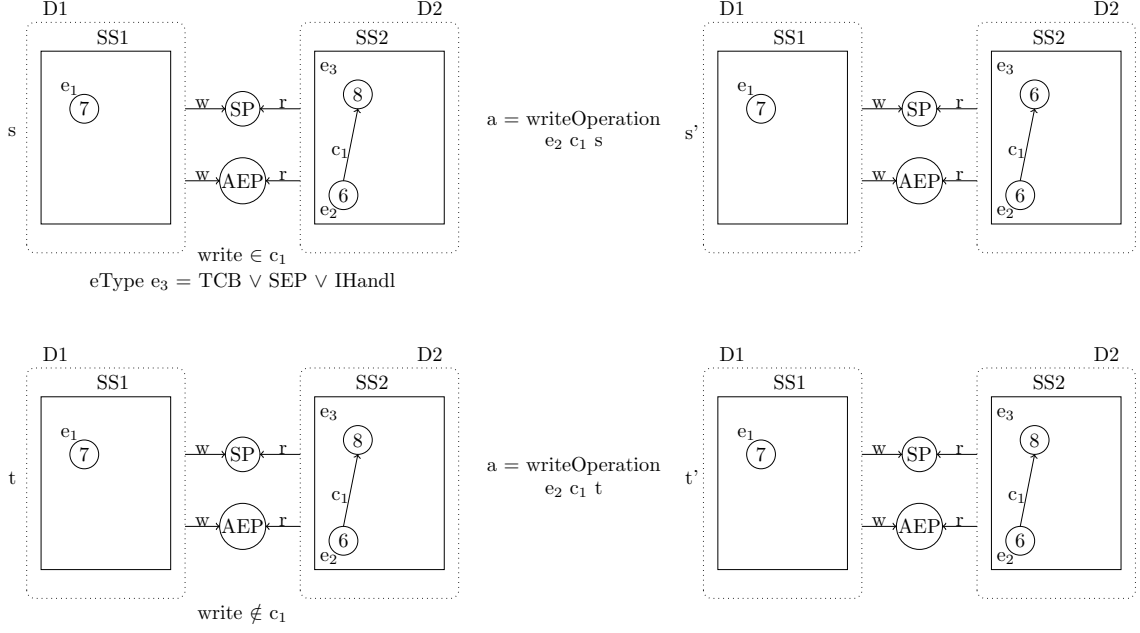 D1 D2 D1 D2
SS1 SS2 SS1 SS2
e₃ e₃
e₁ 8 e₁ 6
7 w SP r 7 w SP r
a = writeOperation
s s'
e₂ c₁ s
c₁ c₁
w AEP r w AEP r
6 6
e₂ e₂
write ∈ c₁
eType e₃ = TCB ∨ SEP ∨ IHandl
D1 D2 D1 D2
SS1 SS2 SS1 SS2
e₃ e₃
e₁ 8 e₁ 8
7 w SP r 7 w SP r
a = writeOperation
t t'
e₂ c₁ t
c₁ c₁
w AEP r w AEP r
6 6
e₂ e₂
write ∉ c₁